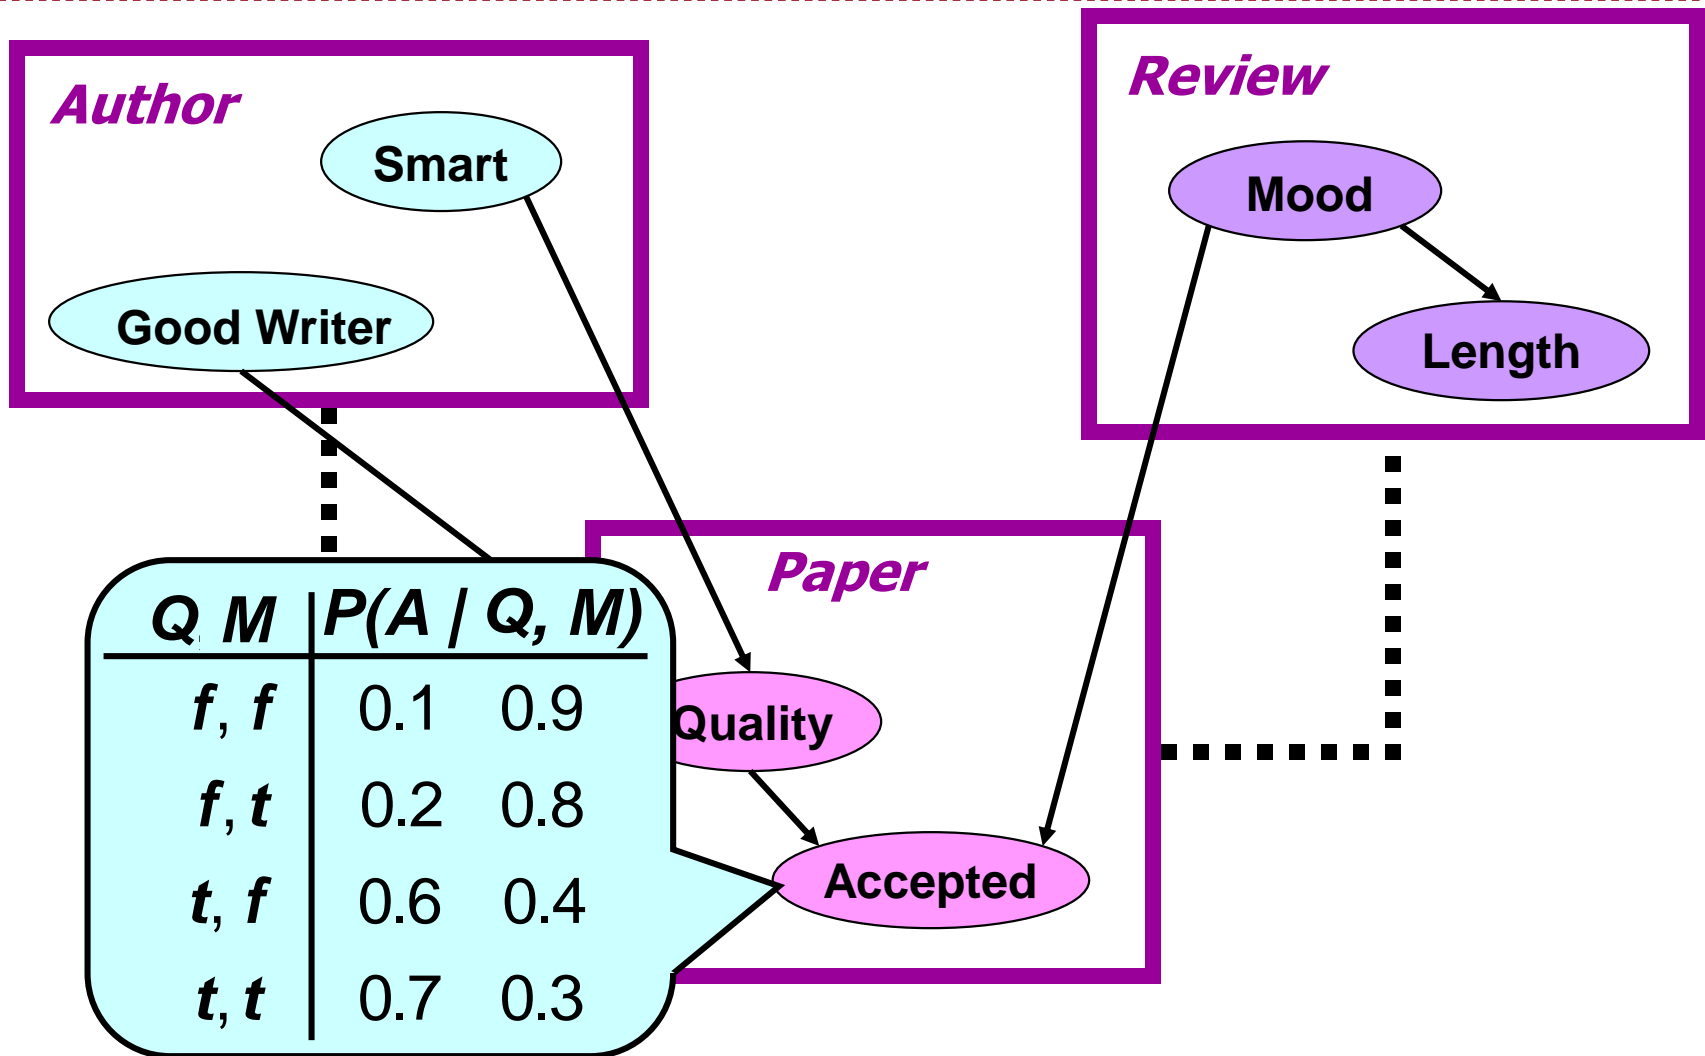 Author
Smart
Good Writer
Review
Mood
Length
Paper
Quality
Accepted
Q, M P(A | Q, M)
f, f 0.1 0.9
f, t 0.2 0.8
t, f 0.6 0.4
t, t 0.7 0.3